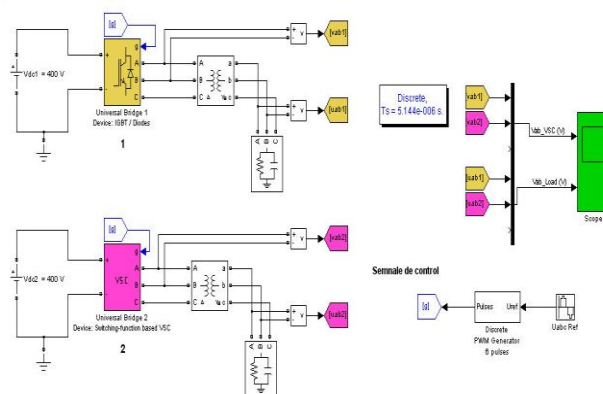 [g]
Vdc1 = 400 V
+
-
g
A
B
C
Universal Bridge 1
Device: IGBT / Diodes
1
A
B
C
a
b
c
A B C
v
[vab1]
v
[uab1]
Discrete,
Ts = 5.144e-006 s.
[vab1]
[vab2]
[uab1]
[uab2]
Vab_VSC (V)
Vab_Load (V)
Scope
[g]
Vdc2 = 400 V
+
-
g
VSC
A
B
C
Universal Bridge 2
Device: Switching-function based VSC
2
A
B
C
a
b
c
A B C
v
[vab2]
v
[uab2]
Semnale de control
[g]
Pulses
Uref
Discrete
PWM Generator
6 pulses
Uabc Ref